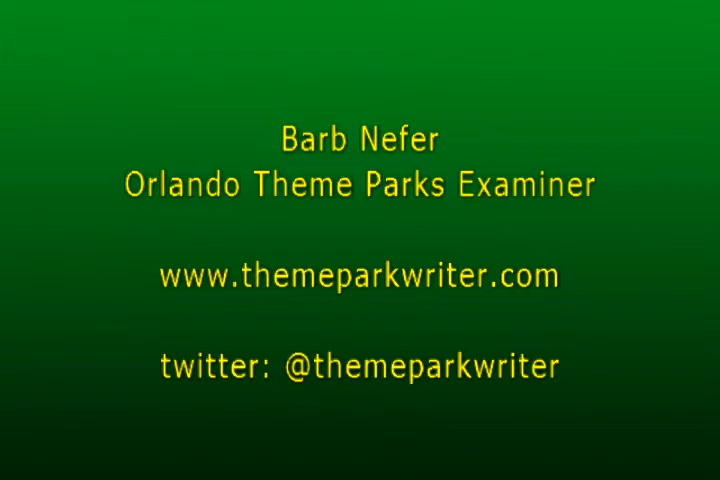 Barb Nefer
Orlando Theme Parks Examiner
www.themeparkwriter.com
twitter: @themeparkwriter